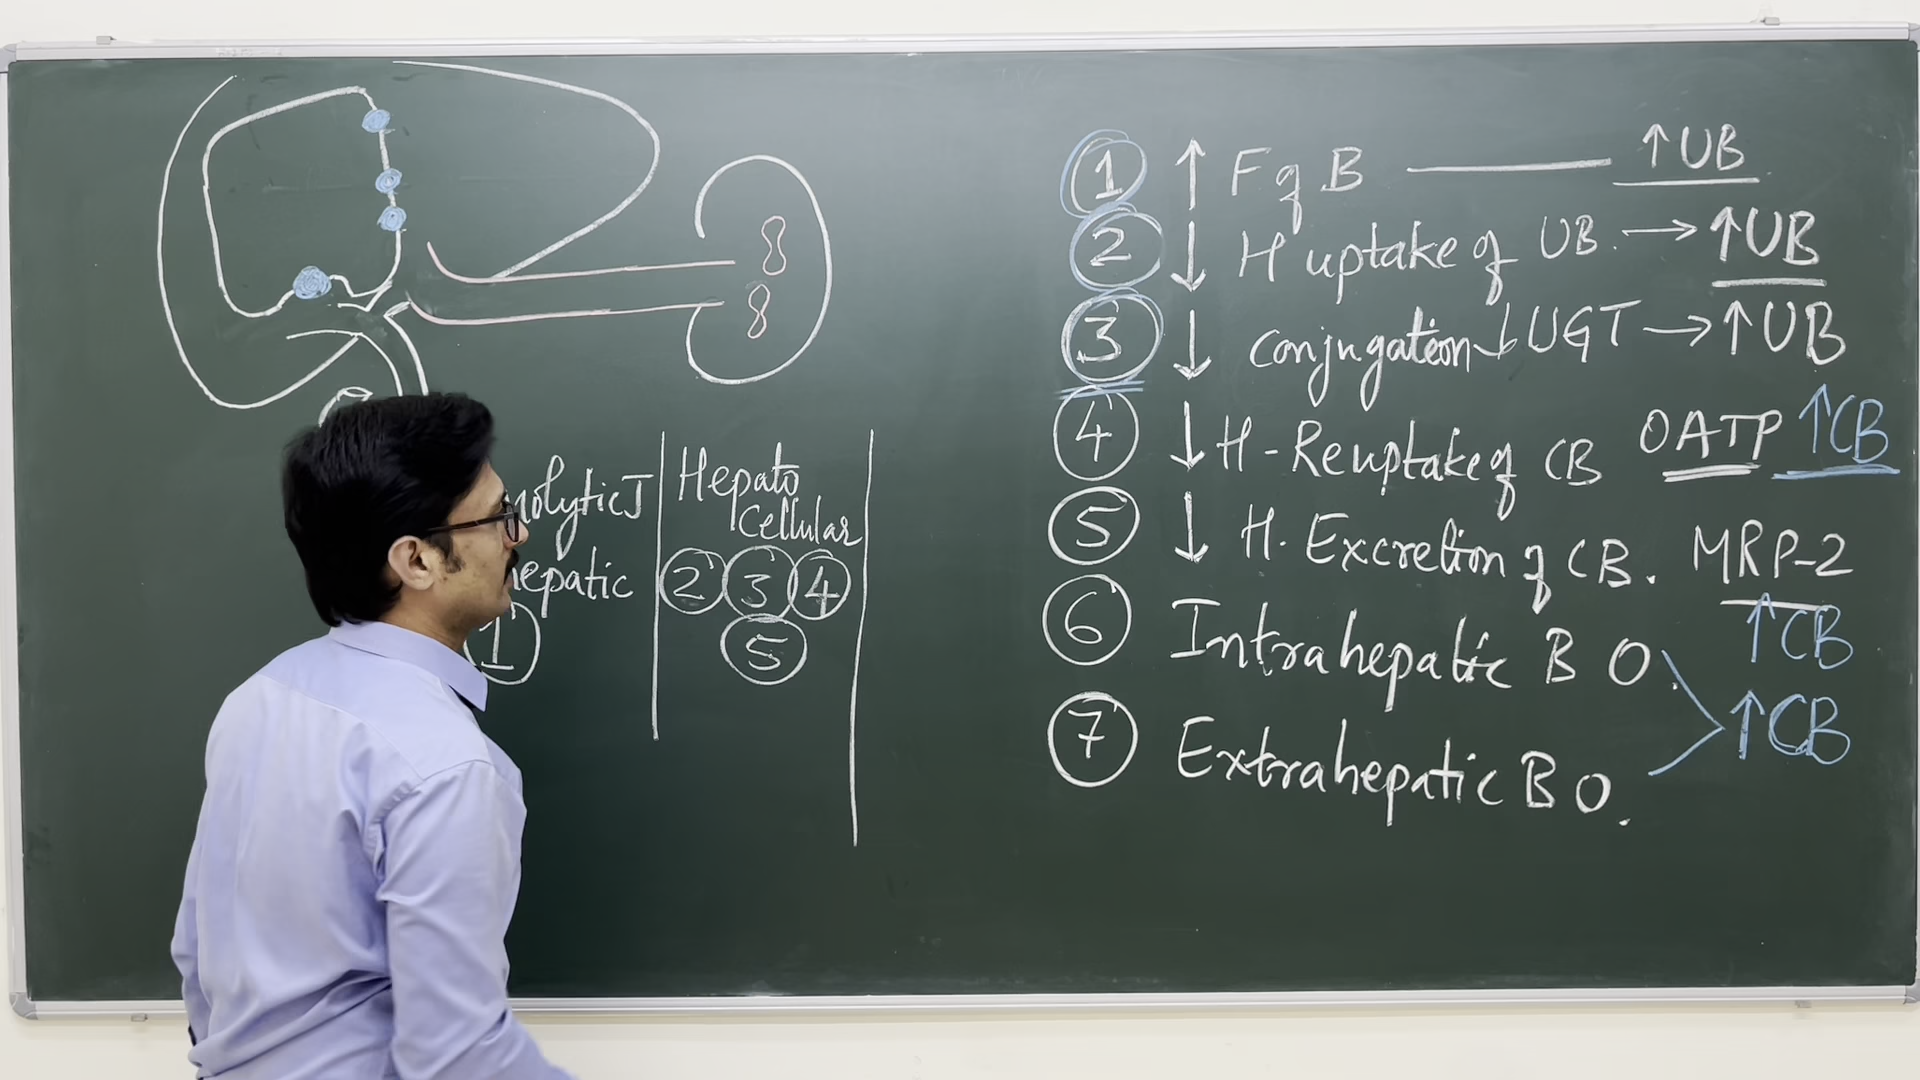 ① ↑ F of B —— ↑UB
② ↓ H uptake of UB. → ↑UB
③ ↓ Conjugation ↓UGT → ↑UB
④ ↓ H-Reuptake of CB OATP ↑CB
⑤ ↓ H. Excretion of CB. MRP-2
↑CB
⑥ Intrahepatic B O.
⑦ Extrahepatic B O.
↑CB
molytic J
hepatic
①
Hepato
Cellular
② ③ ④
⑤